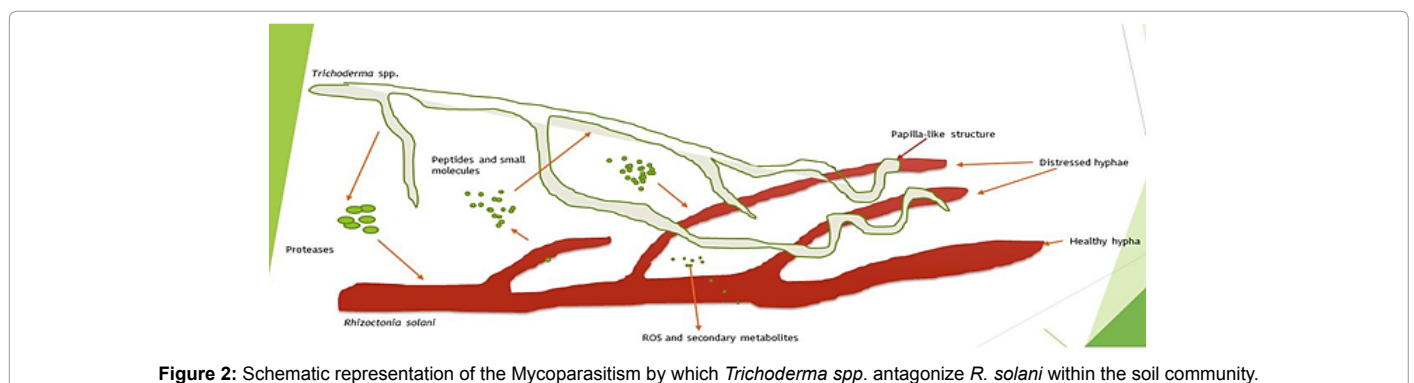 Trichoderma spp.
Papilla-like structure
Peptides and small
molecules
Distressed hyphae
Proteases
Healthy hypha
Rhizoctonia solani
ROS and secondary metabolites
Figure 2: Schematic representation of the Mycoparasitism by which Trichoderma spp. antagonize R. solani within the soil community.